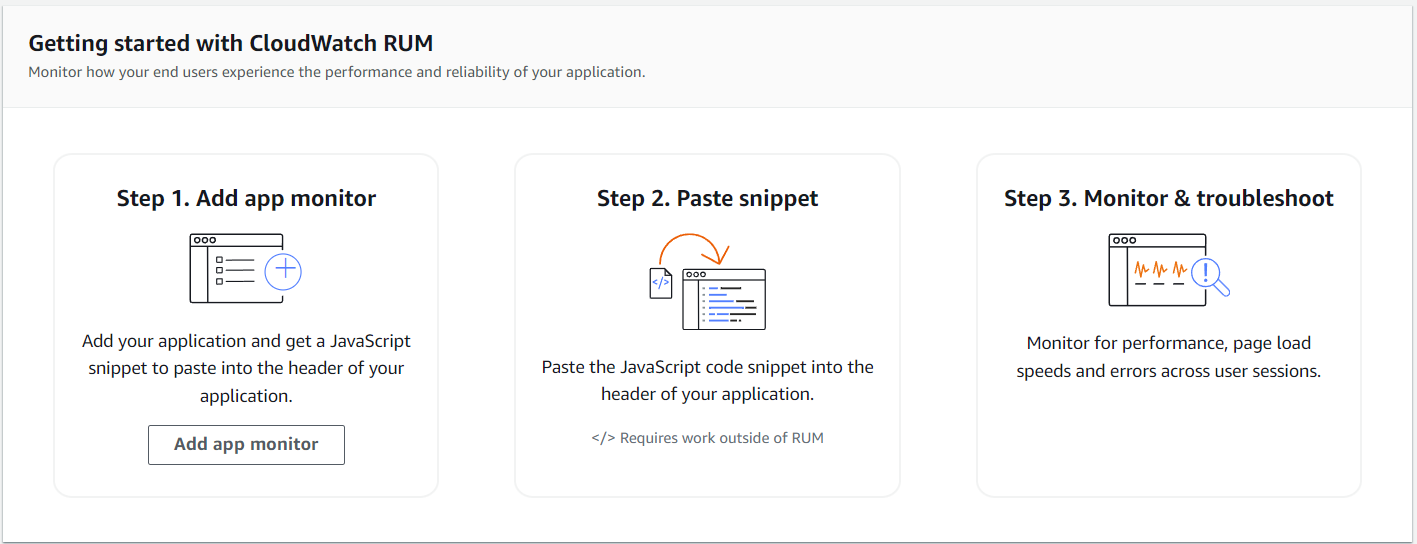 Getting started with CloudWatch RUM
Monitor how your end users experience the performance and reliability of your application.
Step 1. Add app monitor
Add your application and get a JavaScript
snippet to paste into the header of your
application.
Add app monitor
Step 2. Paste snippet
</>
Paste the JavaScript code snippet into the
header of your application.
</> Requires work outside of RUM
Step 3. Monitor & troubleshoot
!
Monitor for performance, page load
speeds and errors across user sessions.